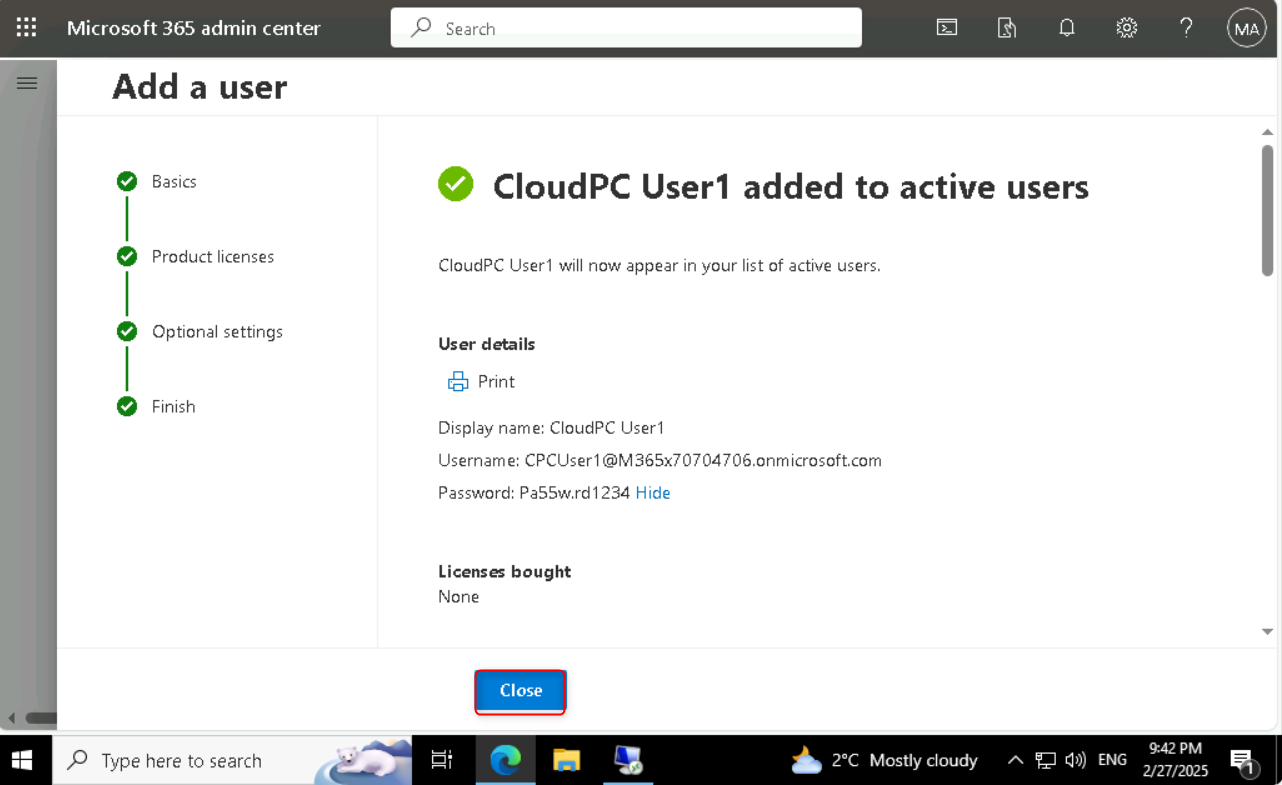 Microsoft 365 admin center
Search
MA
Add a user
Basics
Product licenses
Optional settings
Finish
CloudPC User1 added to active users
CloudPC User1 will now appear in your list of active users.
User details
Print
Display name: CloudPC User1
Username: CPCUser1@M365x70704706.onmicrosoft.com
Password: Pa55w.rd1234 Hide
Licenses bought
None
Close
Type here to search
2°C Mostly cloudy
ENG
9:42 PM
2/27/2025
1